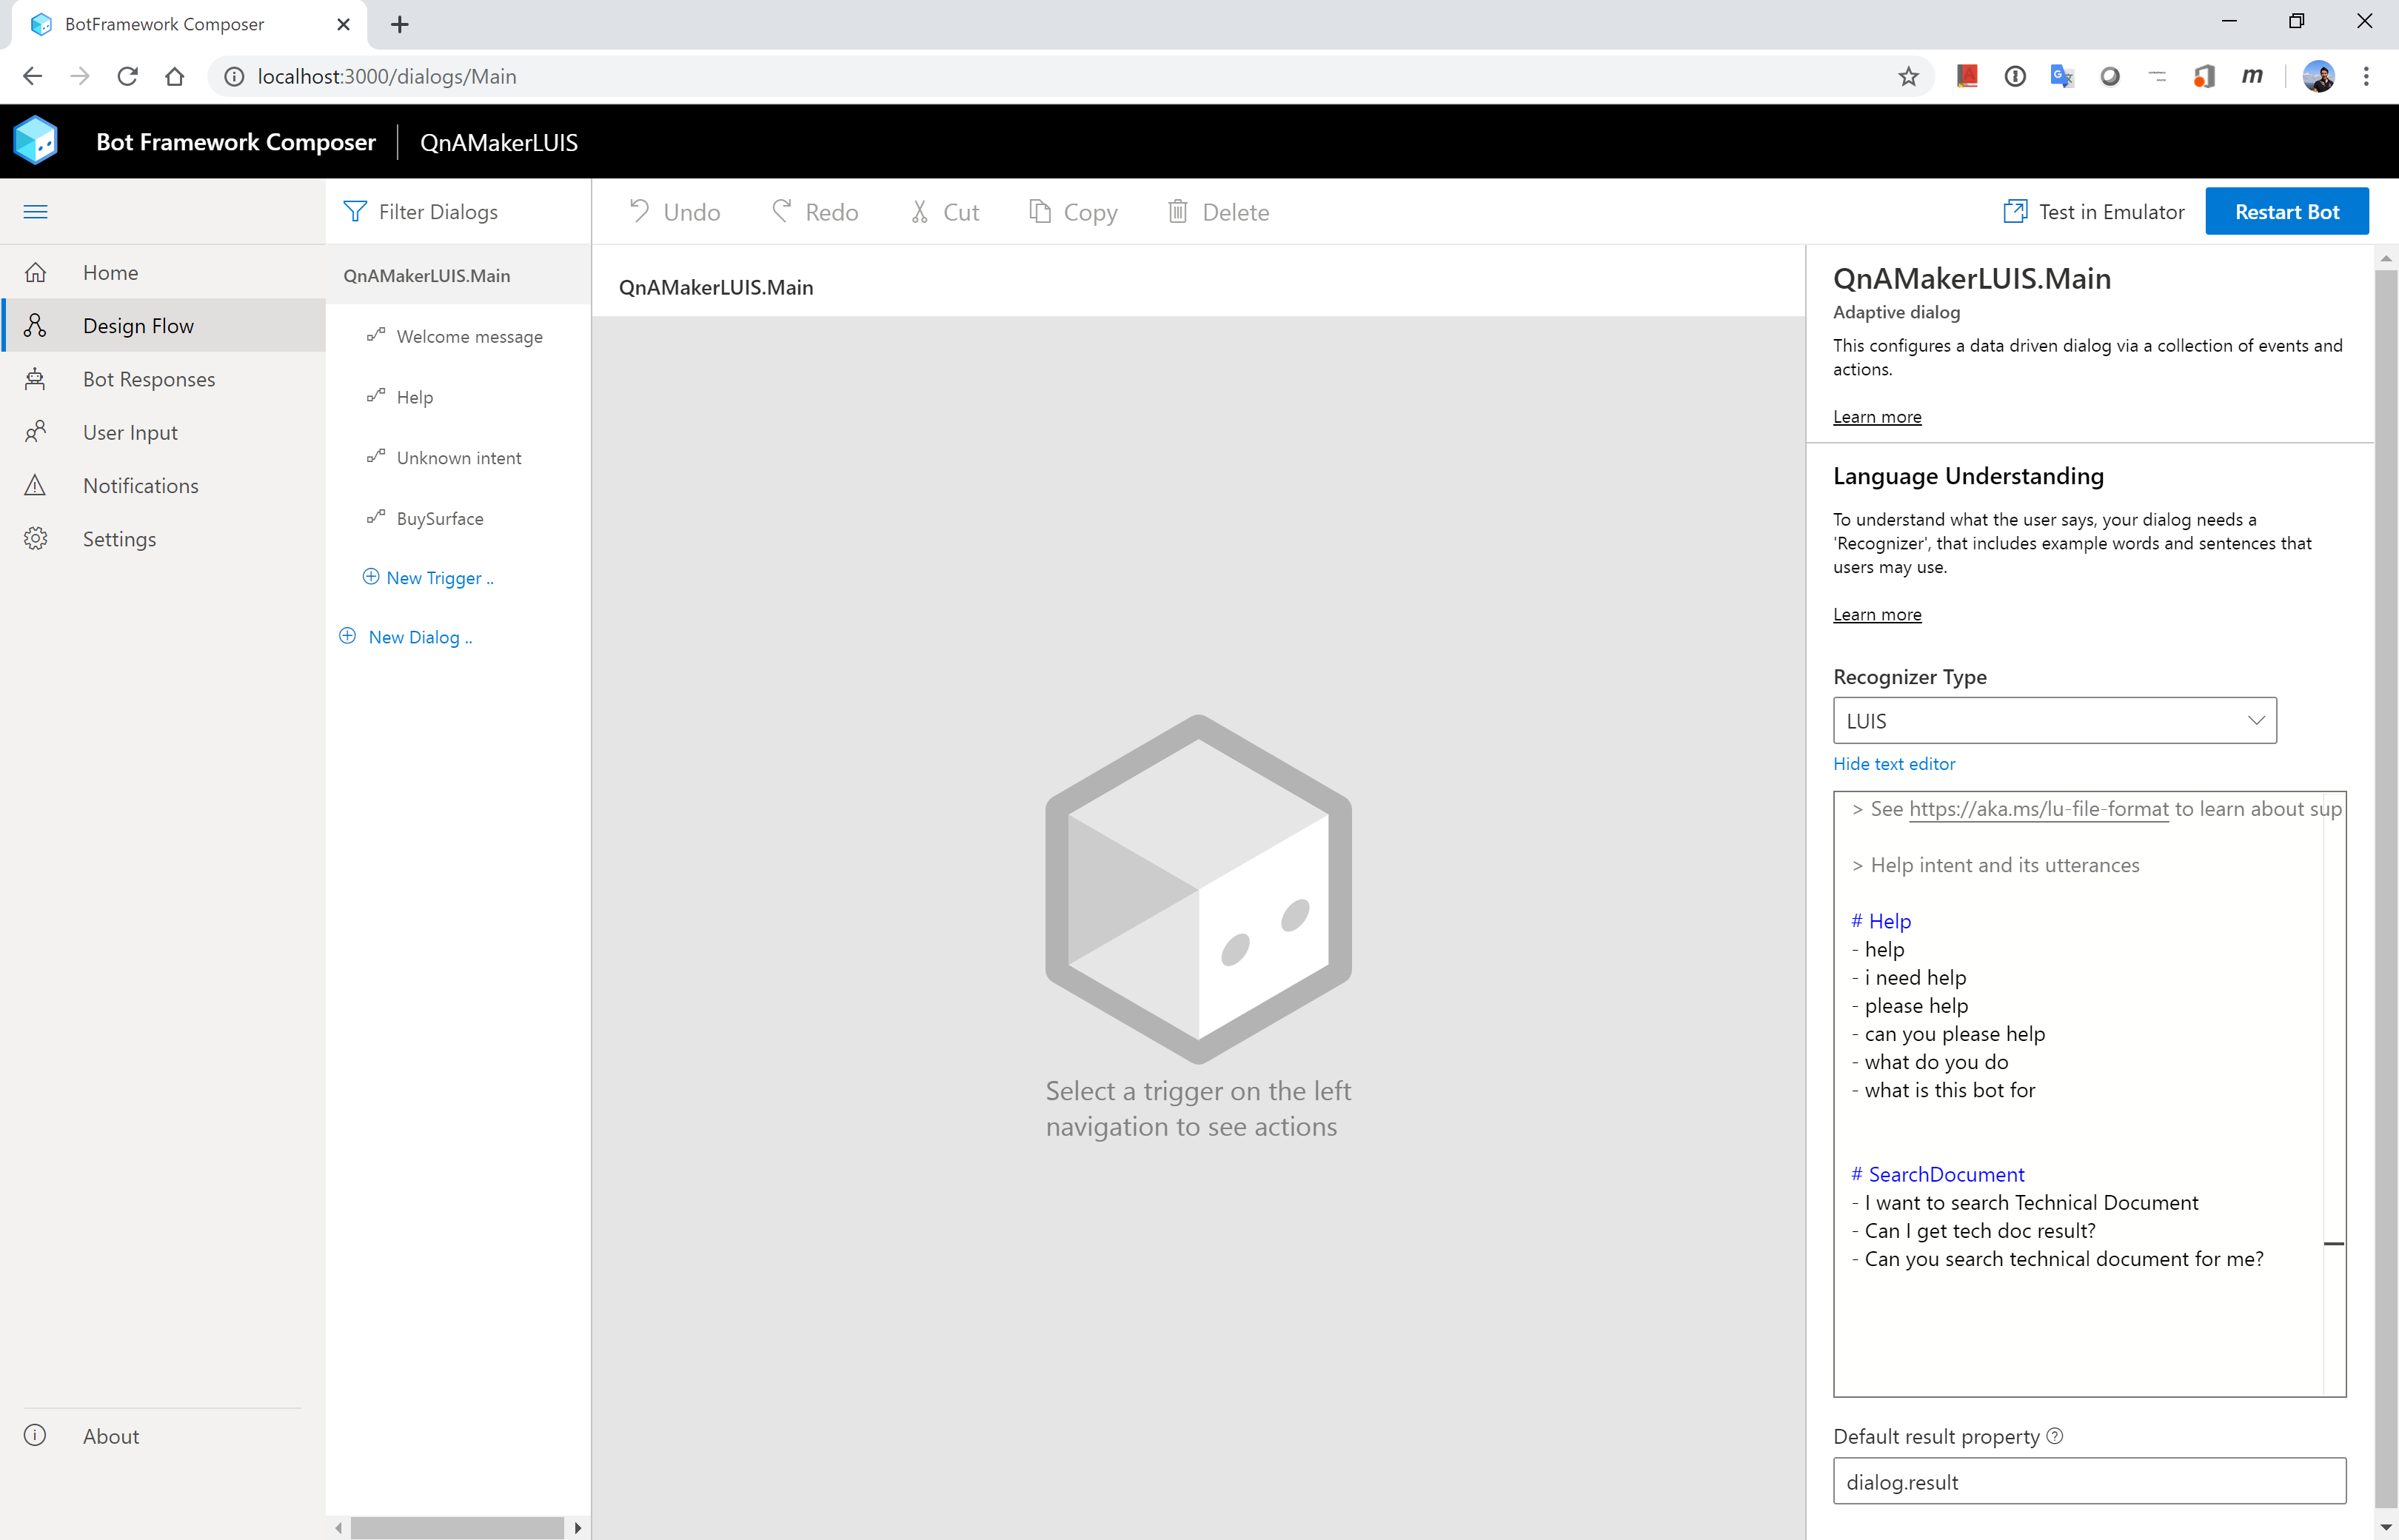 BotFramework Composer
localhost:3000/dialogs/Main
Bot Framework Composer
QnAMakerLUIS
Filter Dialogs
Undo
Redo
Cut
Copy
Delete
Test in Emulator
Restart Bot
Home
Design Flow
Bot Responses
User Input
Notifications
Settings
About
QnAMakerLUIS.Main
Welcome message
Help
Unknown intent
BuySurface
New Trigger ..
New Dialog ..
QnAMakerLUIS.Main
Select a trigger on the left
navigation to see actions
QnAMakerLUIS.Main
Adaptive dialog
This configures a data driven dialog via a collection of events and
actions.
Learn more
Language Understanding
To understand what the user says, your dialog needs a
'Recognizer', that includes example words and sentences that
users may use.
Learn more
Recognizer Type
LUIS
Hide text editor
> See https://aka.ms/lu-file-format to learn about sup
> Help intent and its utterances
# Help
- help
- i need help
- please help
- can you please help
- what do you do
- what is this bot for
# SearchDocument
- I want to search Technical Document
- Can I get tech doc result?
- Can you search technical document for me?
Default result property
dialog.result